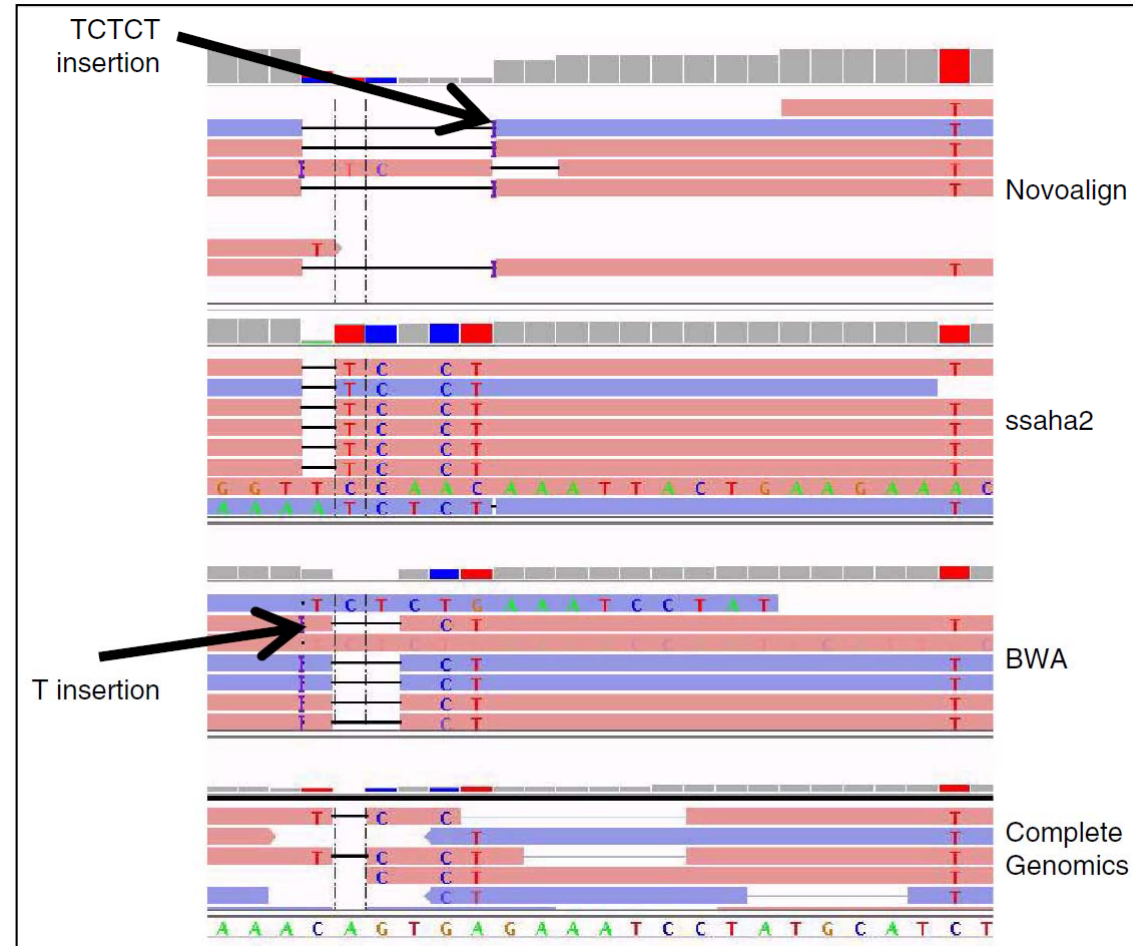 TCTCT
insertion
T
T
T
T C T
T
Novoalign
T
T
T C C T T
T C C T
T C C T T
ssaha2
T C C T T
T C C T T
T C C T T
G G T T C C A A C A A A T T A C T G A A G A A A C
A A A A T C T C T T
T C T C T G A A A T C C T A T
C T T
C T T
BWA
C T T
C T T
T insertion
C T T
T C C T
T T
Complete
Genomics
T C C T T
C C T T
C T T
A A A C A G T G A G A A A T C C T A T G C A T C T